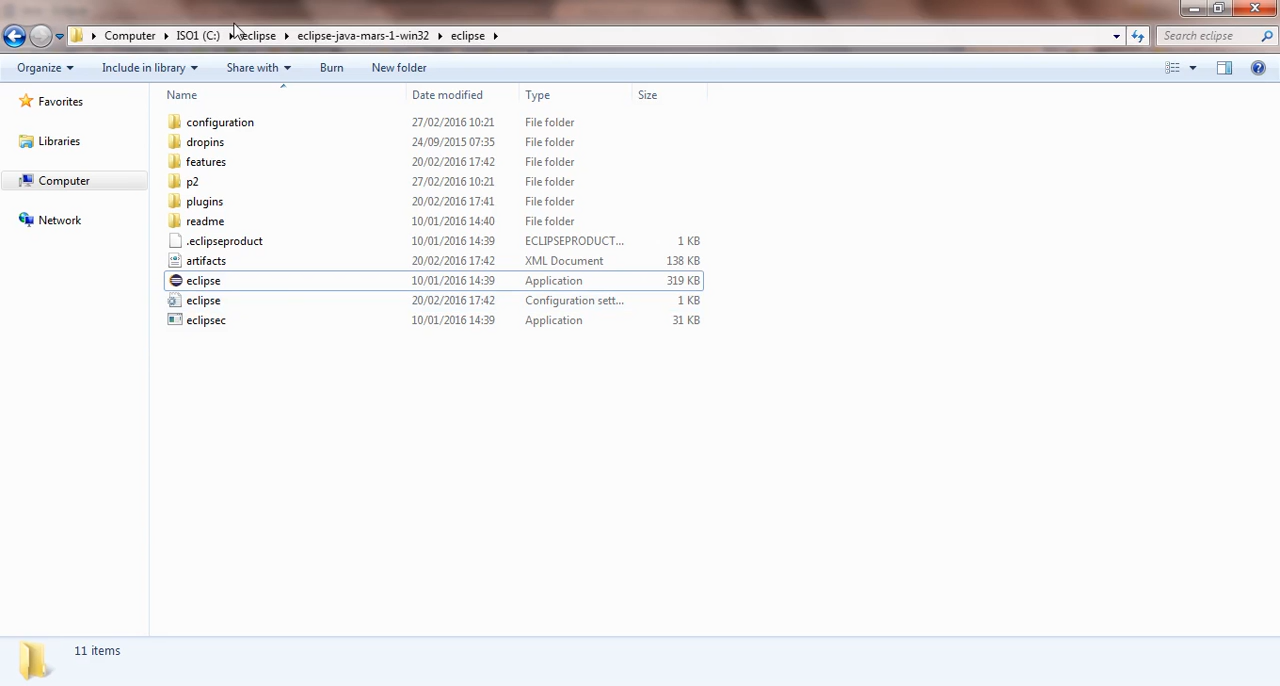 Computer ISO1 (C:) eclipse eclipse-java-mars-1-win32 eclipse Search eclipse
Organize Include in library Share with Burn New folder
Favorites
Libraries
Computer
Network
Name Date modified Type Size
configuration 27/02/2016 10:21 File folder
dropins 24/09/2015 07:35 File folder
features 20/02/2016 17:42 File folder
p2 27/02/2016 10:21 File folder
plugins 20/02/2016 17:41 File folder
readme 10/01/2016 14:40 File folder
.eclipseproduct 10/01/2016 14:39 ECLIPSEPRODUCT... 1 KB
artifacts 20/02/2016 17:42 XML Document 138 KB
eclipse 10/01/2016 14:39 Application 319 KB
eclipse 20/02/2016 17:42 Configuration sett... 1 KB
eclipsec 10/01/2016 14:39 Application 31 KB
11 items